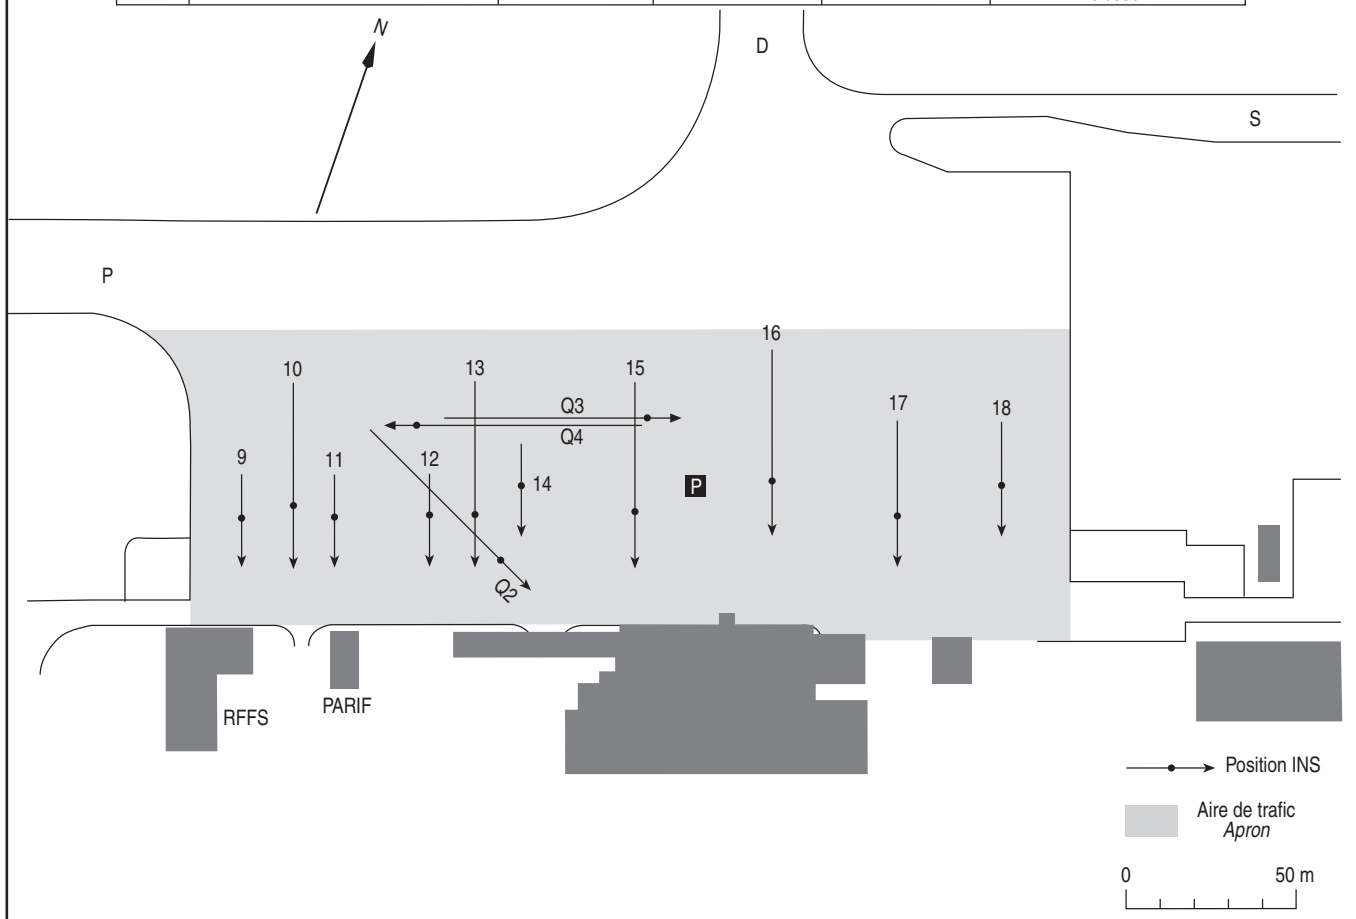 N
D
S
P
16
10
13
15
17
18
Q3
Q4
9
11
12
14
P
Q2
RFFS
PARIF
Position INS
Aire de trafic
Apron
0
50 m